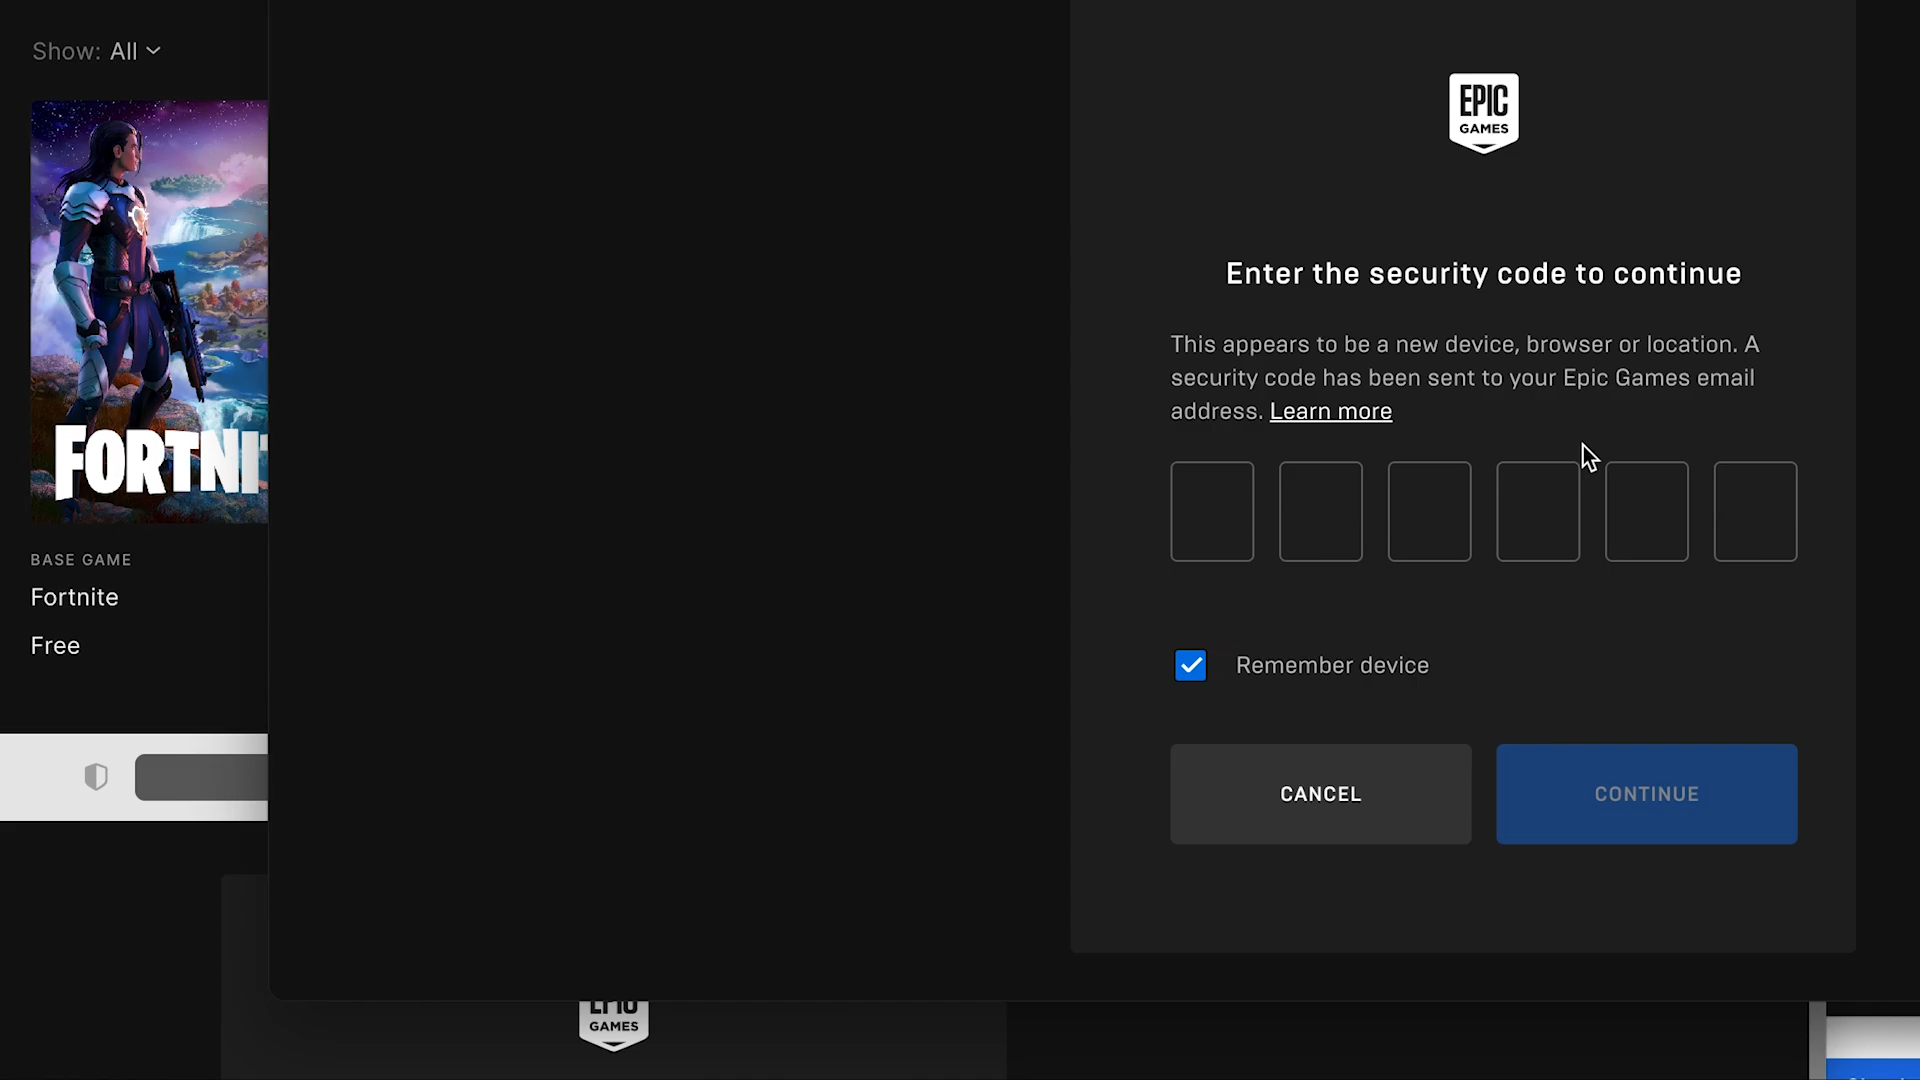 Show: All
EPIC
GAMES
Enter the security code to continue
This appears to be a new device, browser or location. A
security code has been sent to your Epic Games email
address. Learn more
FORTNI
BASE GAME
Fortnite
Free
Remember device
CANCEL
CONTINUE
EPIC
GAMES